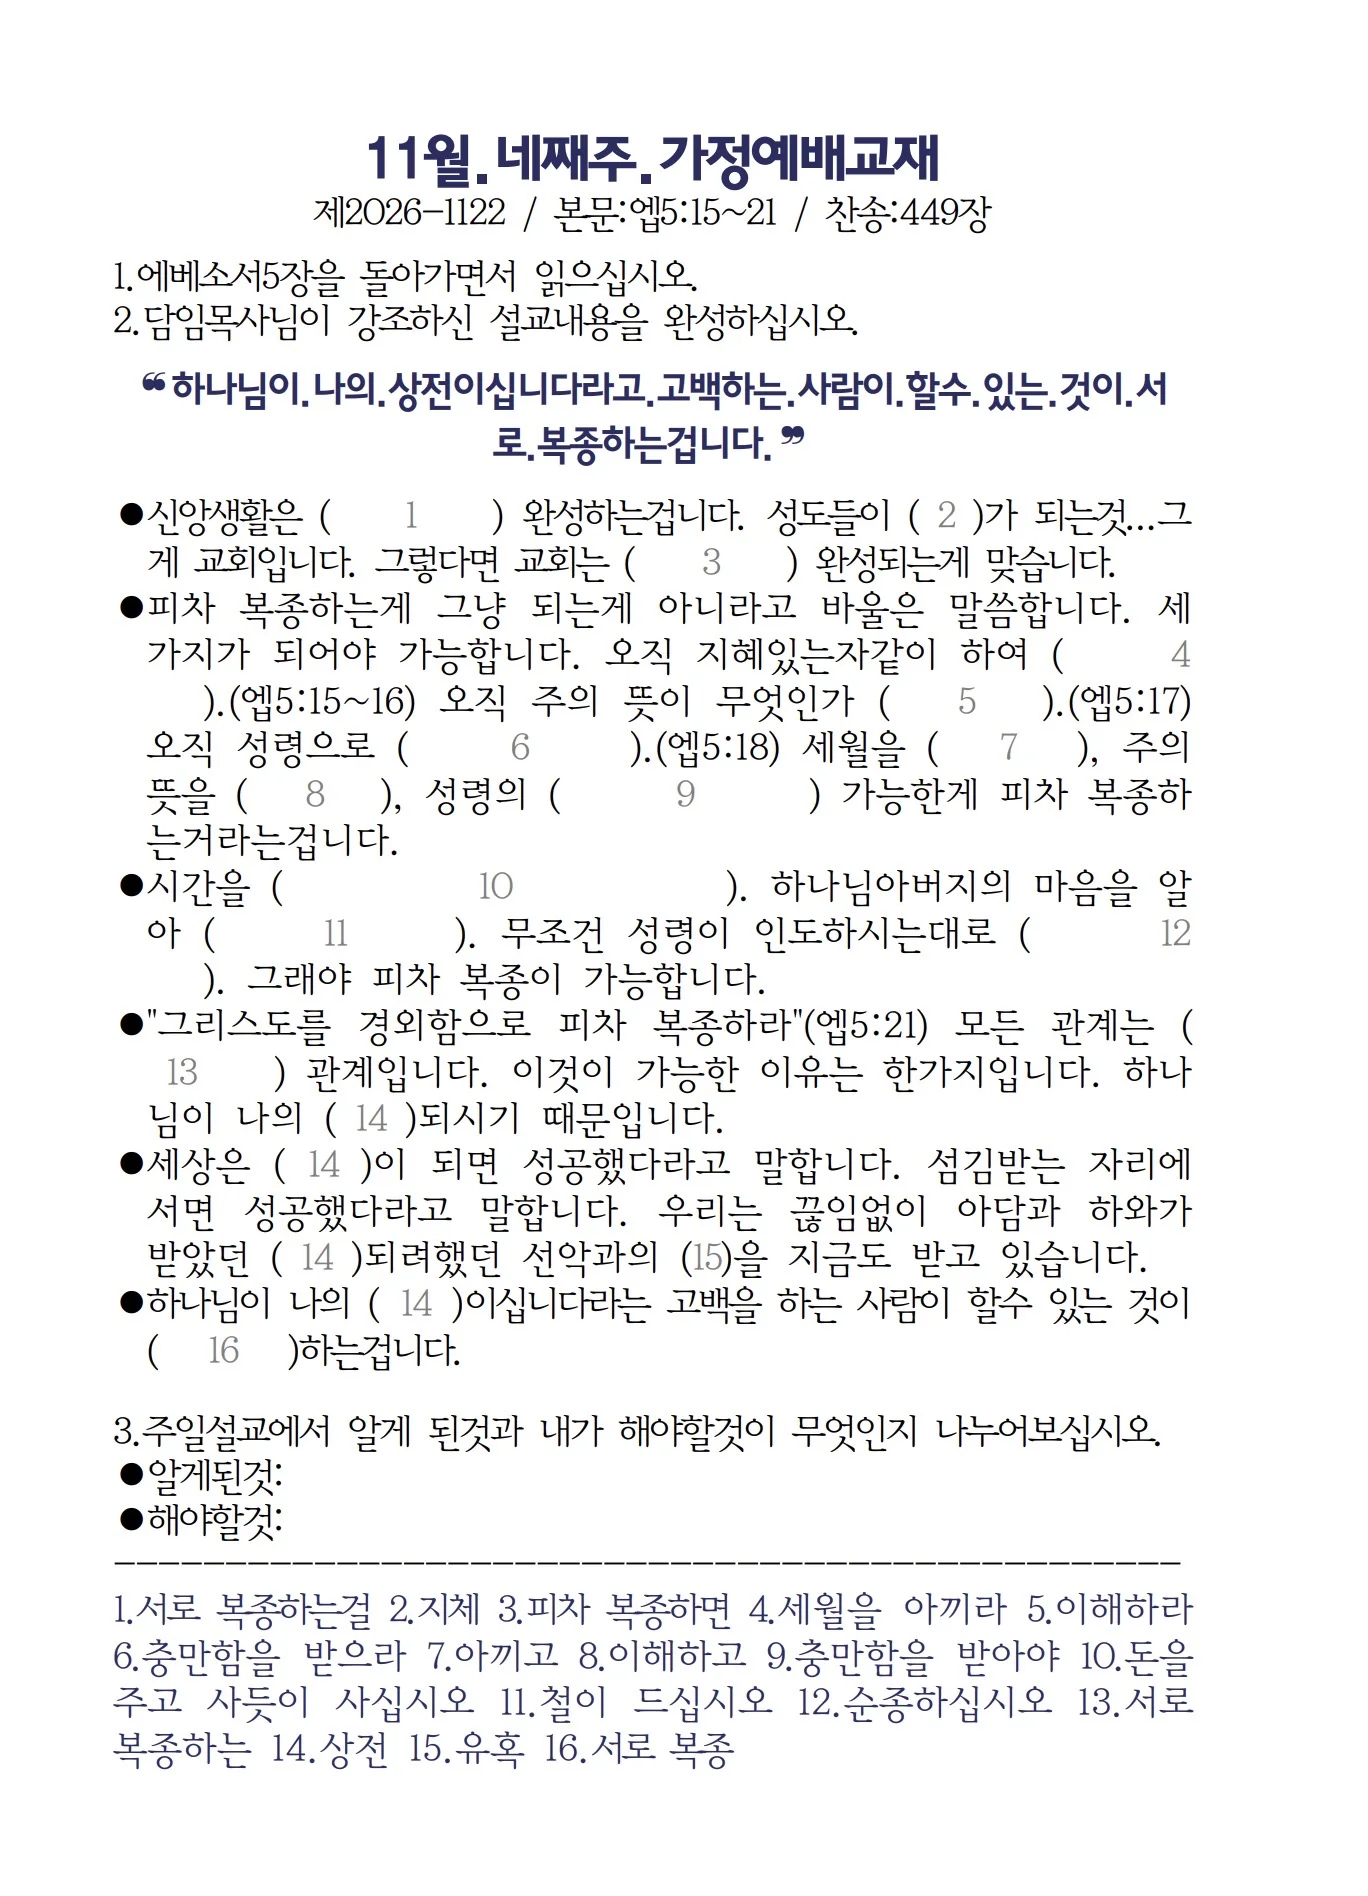 11월. 네째주. 가정예배교재
제2026-1122 / 본문:엡5:15~21 / 찬송:449장
1.에베소서5장을 돌아가면서 읽으십시오.
2.담임목사님이 강조하신 설교내용을 완성하십시오.
❝ 하나님이. 나의. 상전이십니다라고. 고백하는. 사람이. 할수. 있는. 것이. 서
로. 복종하는겁니다. ❞
●신앙생활은 ( 1 ) 완성하는겁니다. 성도들이 ( 2 )가 되는것...그
게 교회입니다. 그렇다면 교회는 ( 3 ) 완성되는게 맞습니다.
●피차 복종하는게 그냥 되는게 아니라고 바울은 말씀합니다. 세
가지가 되어야 가능합니다. 오직 지혜있는자같이 하여 ( 4
).(엡5:15~16) 오직 주의 뜻이 무엇인가 ( 5 ).(엡5:17)
오직 성령으로 ( 6 ).(엡5:18) 세월을 ( 7 ), 주의
뜻을 ( 8 ), 성령의 ( 9 ) 가능한게 피차 복종하
는거라는겁니다.
●시간을 ( 10 ). 하나님아버지의 마음을 알
아 ( 11 ). 무조건 성령이 인도하시는대로 ( 12
). 그래야 피차 복종이 가능합니다.
●"그리스도를 경외함으로 피차 복종하라"(엡5:21) 모든 관계는 (
13 ) 관계입니다. 이것이 가능한 이유는 한가지입니다. 하나
님이 나의 ( 14 )되시기 때문입니다.
●세상은 ( 14 )이 되면 성공했다라고 말합니다. 섬김받는 자리에
서면 성공했다라고 말합니다. 우리는 끊임없이 아담과 하와가
받았던 ( 14 )되려했던 선악과의 (15)을 지금도 받고 있습니다.
●하나님이 나의 ( 14 )이십니다라는 고백을 하는 사람이 할수 있는 것이
( 16 )하는겁니다.
3.주일설교에서 알게 된것과 내가 해야할것이 무엇인지 나누어보십시오.
●알게된것:
●해야할것:
------------------------------------------------
1.서로 복종하는걸 2.지체 3.피차 복종하면 4.세월을 아끼라 5.이해하라
6.충만함을 받으라 7.아끼고 8.이해하고 9.충만함을 받아야 10.돈을
주고 사듯이 사십시오 11.철이 드십시오 12.순종하십시오 13.서로
복종하는 14.상전 15.유혹 16.서로 복종